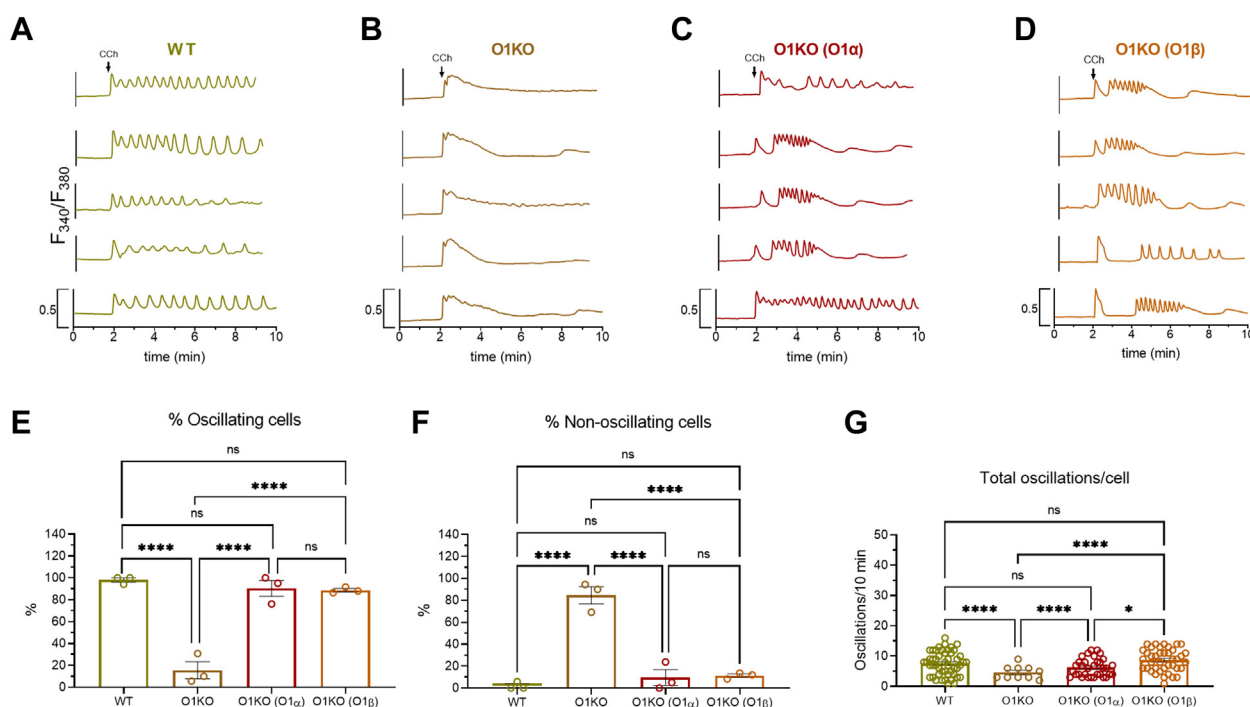 A
WT
CCh
B
O1KO
CCh
C
O1KO (O1α)
CCh
D
O1KO (O1β)
CCh
F340/F380
0.5
0 2 4 6 8 10
time (min)
0.5
0 2 4 6 8 10
time (min)
0.5
0 2 4 6 8 10
time (min)
0.5
0 2 4 6 8 10
time (min)
E
% Oscillating cells
ns
****
ns
**** **** ns
140
120
100
80
60
40
20
0
%
WT O1KO O1KO (O1α) O1KO (O1β)
F
% Non-oscillating cells
ns
****
ns
**** **** ns
140
120
100
80
60
40
20
0
%
WT O1KO O1KO (O1α) O1KO (O1β)
G
Total oscillations/cell
ns
****
ns
**** **** *
50
40
30
20
10
0
Oscillations/10 min
WT O1KO O1KO (O1α) O1KO (O1β)